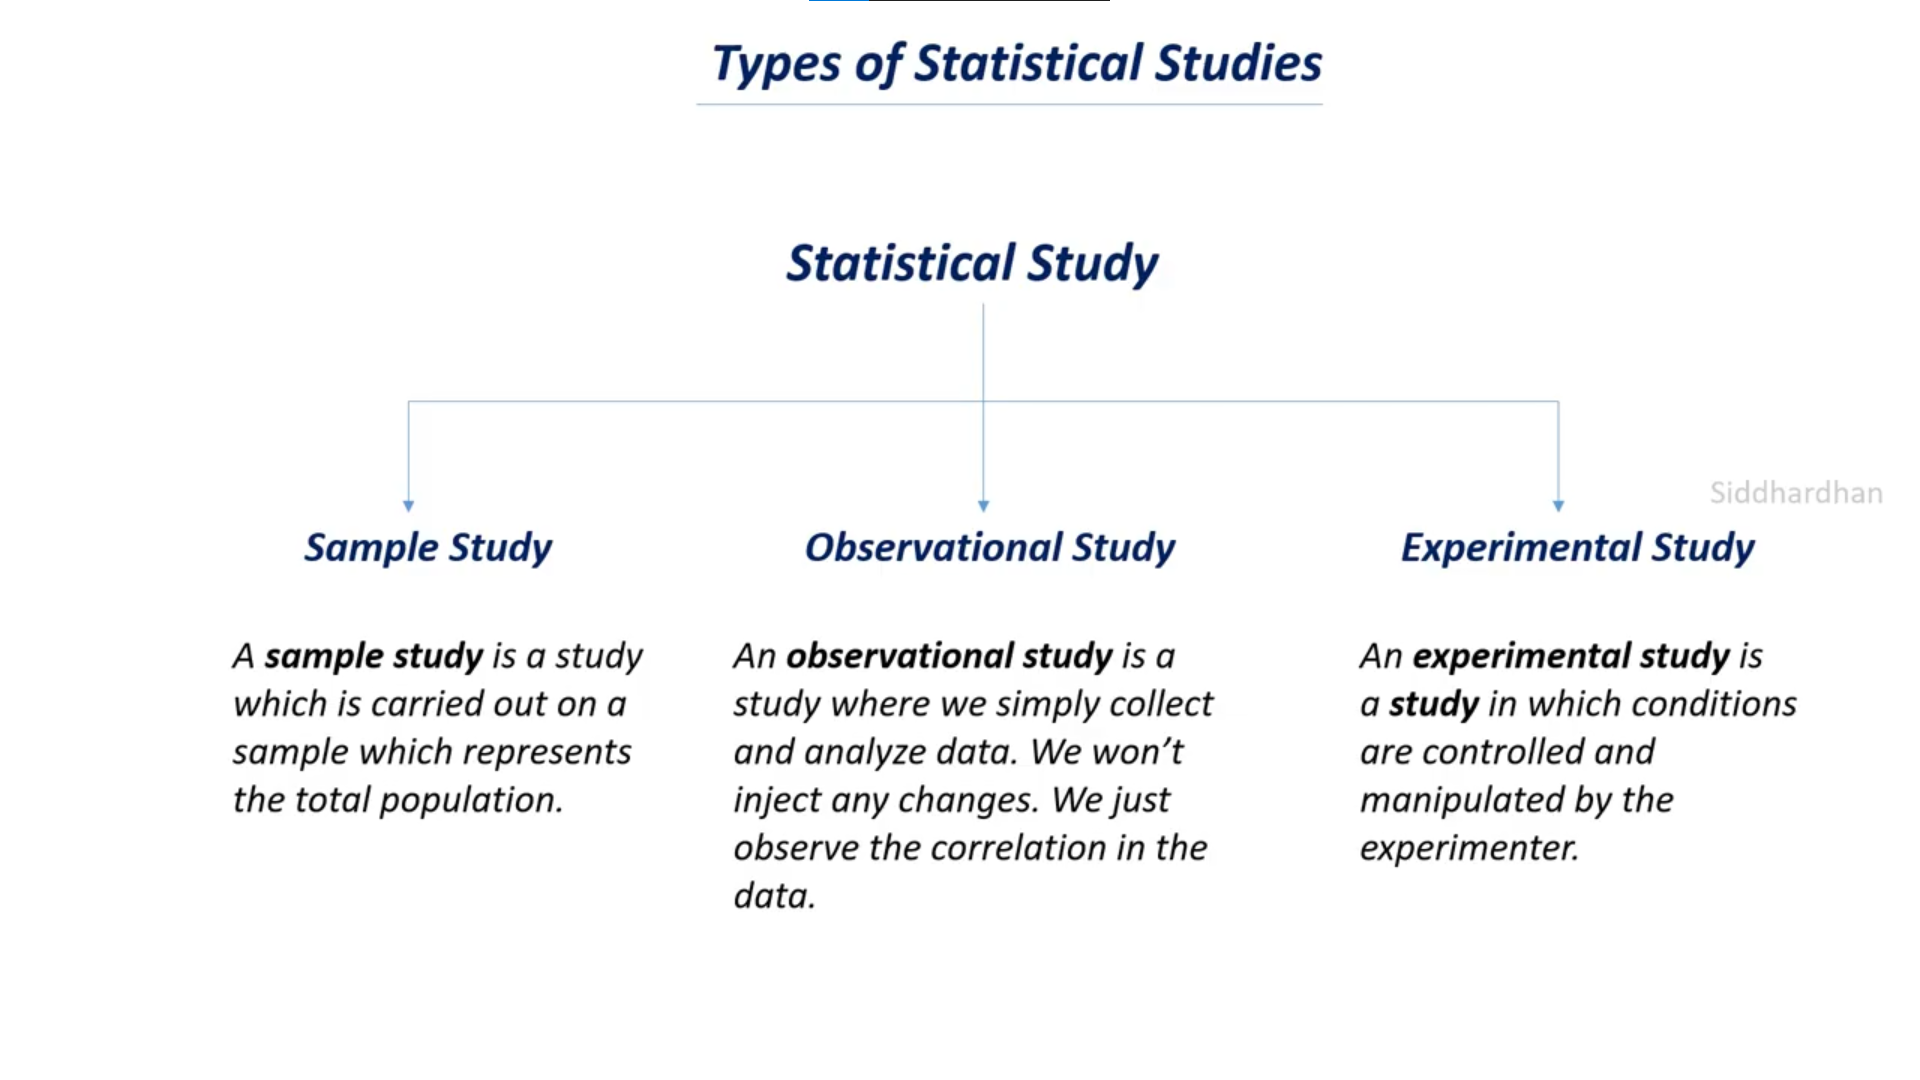 Types of Statistical Studies
Statistical Study
Siddhardhan
Sample Study
A sample study is a study
which is carried out on a
sample which represents
the total population.
Observational Study
An observational study is a
study where we simply collect
and analyze data. We won’t
inject any changes. We just
observe the correlation in the
data.
Experimental Study
An experimental study is
a study in which conditions
are controlled and
manipulated by the
experimenter.